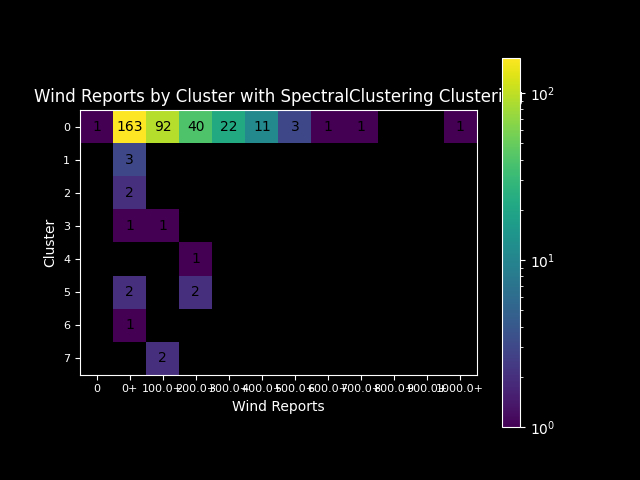 Wind Reports by Cluster with SpectralClustering Clusteri
0 1 163 92 40 22 11 3 1 1 1
1 3
2 2
3 1 1
4 1
5 2 2
6 1
7 2
0 0+ 100.0+ 200.0+ 300.0+ 400.0+ 500.0+ 600.0+ 700.0+ 800.0+ 900.0+ 1000.0+
Wind Reports
Cluster
10²
10¹
10⁰